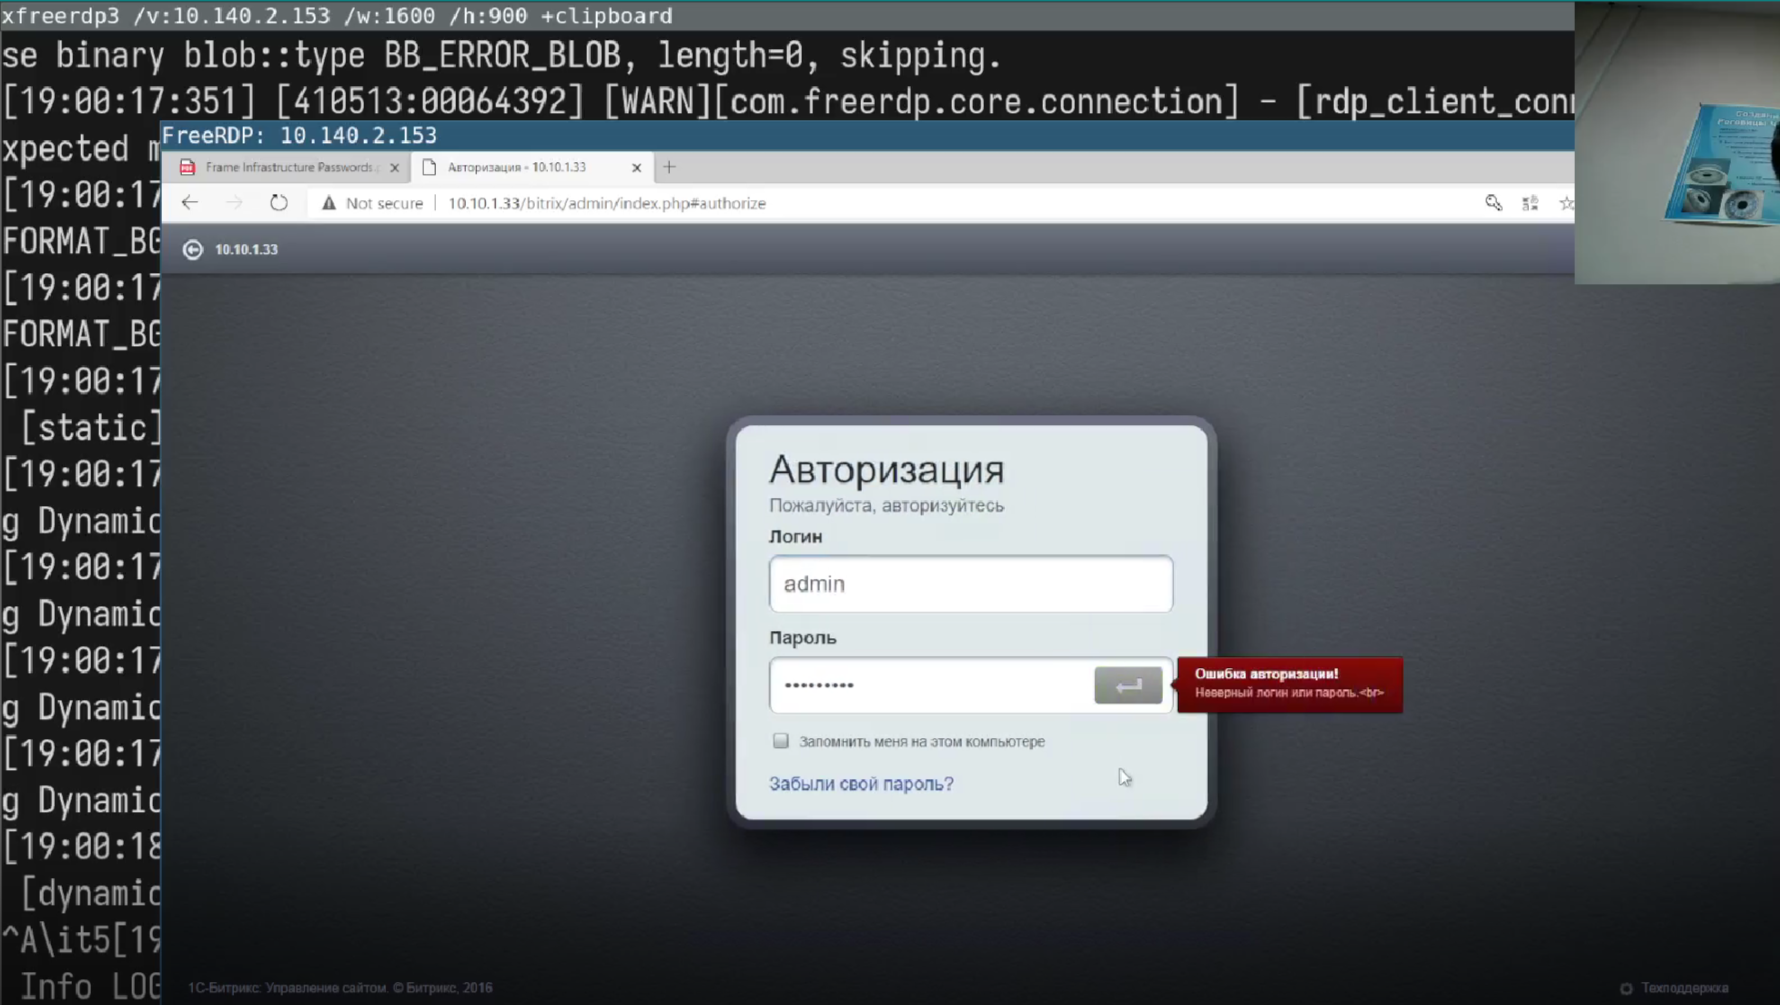 xfreerdp3 /v:10.140.2.153 /w:1600 /h:900 +clipboard
se binary blob::type BB_ERROR_BLOB, length=0, skipping.
[19:00:17:351] [410513:00064392] [WARN][com.freerdp.core.connection] - [rdp_client_con
FreeRDP: 10.140.2.153
xpected
Frame Infrastructure Passwords
Авторизация - 10.10.1.33
[19:00:17
Not secure
10.10.1.33/bitrix/admin/index.php#authorize
FORMAT_BG
10.10.1.33
[19:00:17
FORMAT_BG
[19:00:17
[static]
[19:00:17
g Dynamic
[19:00:17
g Dynamic
[19:00:17
g Dynamic
[19:00:17
g Dynamic
[19:00:18
[dynamic
^A\it5[19
Info LOG
Авторизация
Пожалуйста, авторизуйтесь
Логин
admin
Пароль
•••••••••
Ошибка авторизации!
Неверный логин или пароль.<br>
Запомнить меня на этом компьютере
Забыли свой пароль?
1С-Битрикс: Управление сайтом. © Битрикс, 2016
Техподдержка